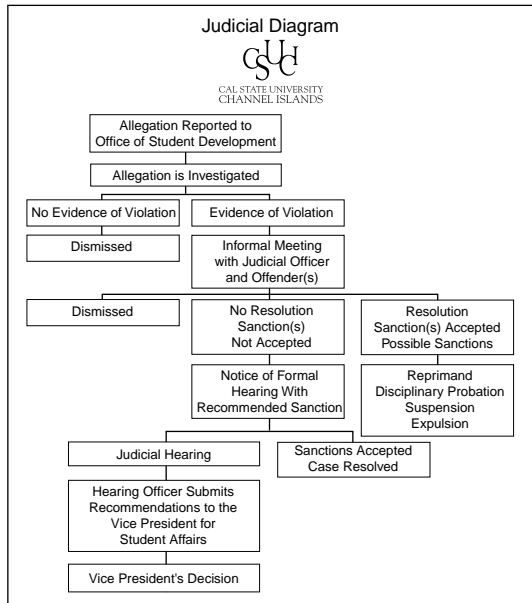 Judicial Diagram
CSUCI
CAL STATE UNIVERSITY
CHANNEL ISLANDS
Allegation Reported to
Office of Student Development
Allegation is Investigated
No Evidence of Violation
Evidence of Violation
Dismissed
Informal Meeting
with Judicial Officer
and Offender(s)
Dismissed
No Resolution
Sanction(s)
Not Accepted
Resolution
Sanction(s) Accepted
Possible Sanctions
Notice of Formal
Hearing With
Recommended Sanction
Reprimand
Disciplinary Probation
Suspension
Expulsion
Judicial Hearing
Sanctions Accepted
Case Resolved
Hearing Officer Submits
Recommendations to the
Vice President for
Student Affairs
Vice President's Decision